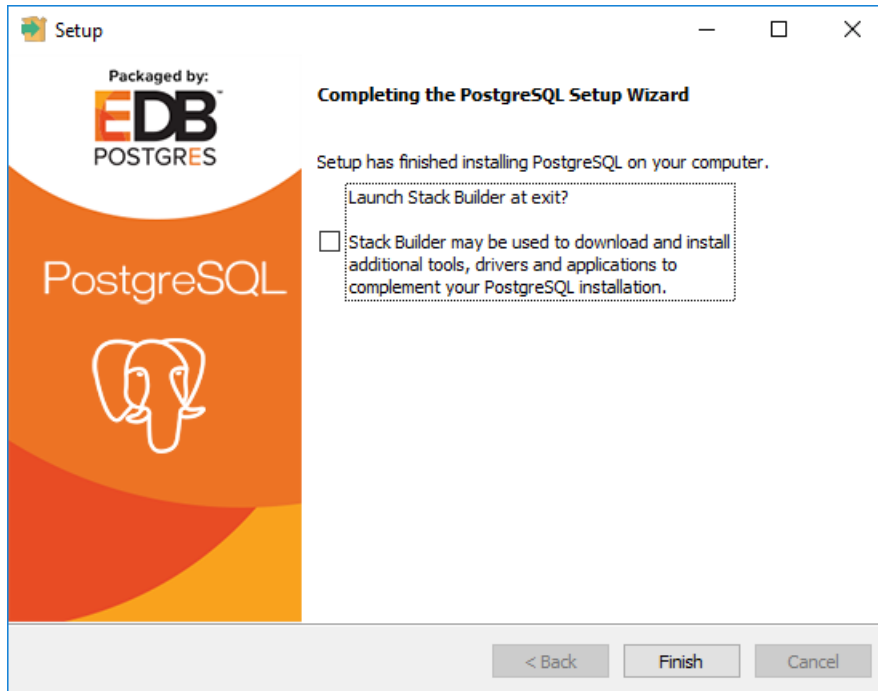 Setup
Packaged by:
EDB™
POSTGRES
PostgreSQL
Completing the PostgreSQL Setup Wizard
Setup has finished installing PostgreSQL on your computer.
Launch Stack Builder at exit?
Stack Builder may be used to download and install
additional tools, drivers and applications to
complement your PostgreSQL installation.
< Back
Finish
Cancel